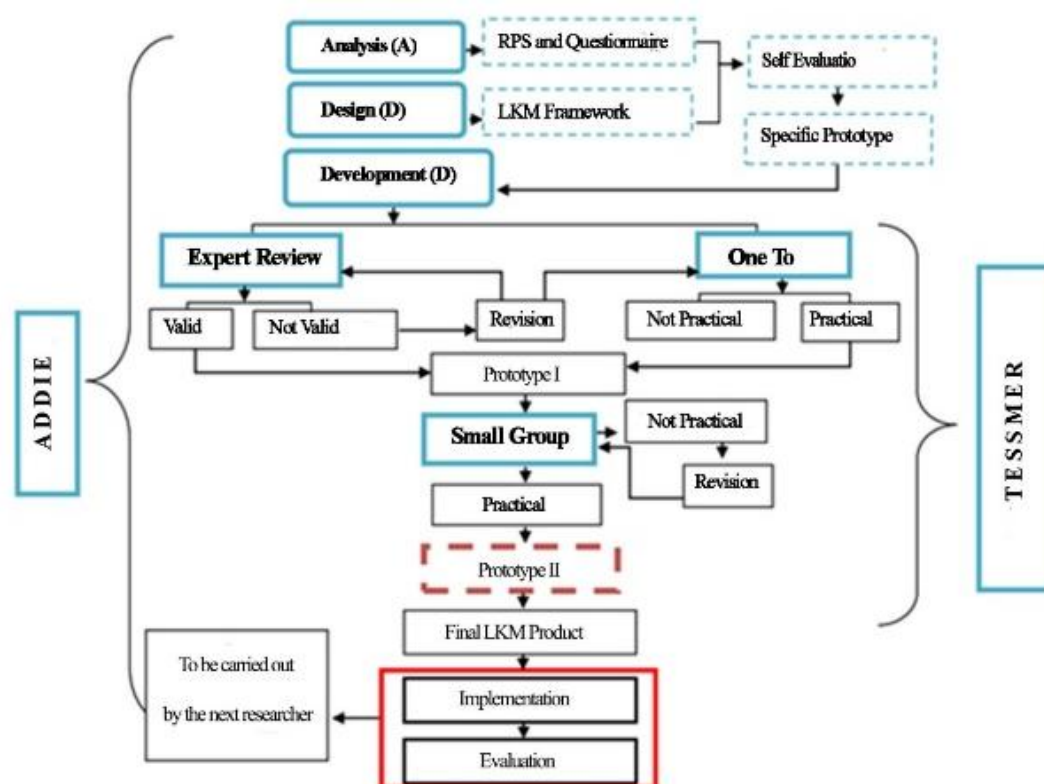 Analysis (A)
RPS and Questionnaire
Self Evaluatio
Design (D)
LKM Framework
Specific Prototype
Development (D)
Expert Review
One To
Valid
Not Valid
Revision
Not Practical
Practical
Prototype I
Small Group
Not Practical
Revision
Practical
Prototype II
Final LKM Product
To be carried out
by the next researcher
Implementation
Evaluation
ADDIE
TESSMER